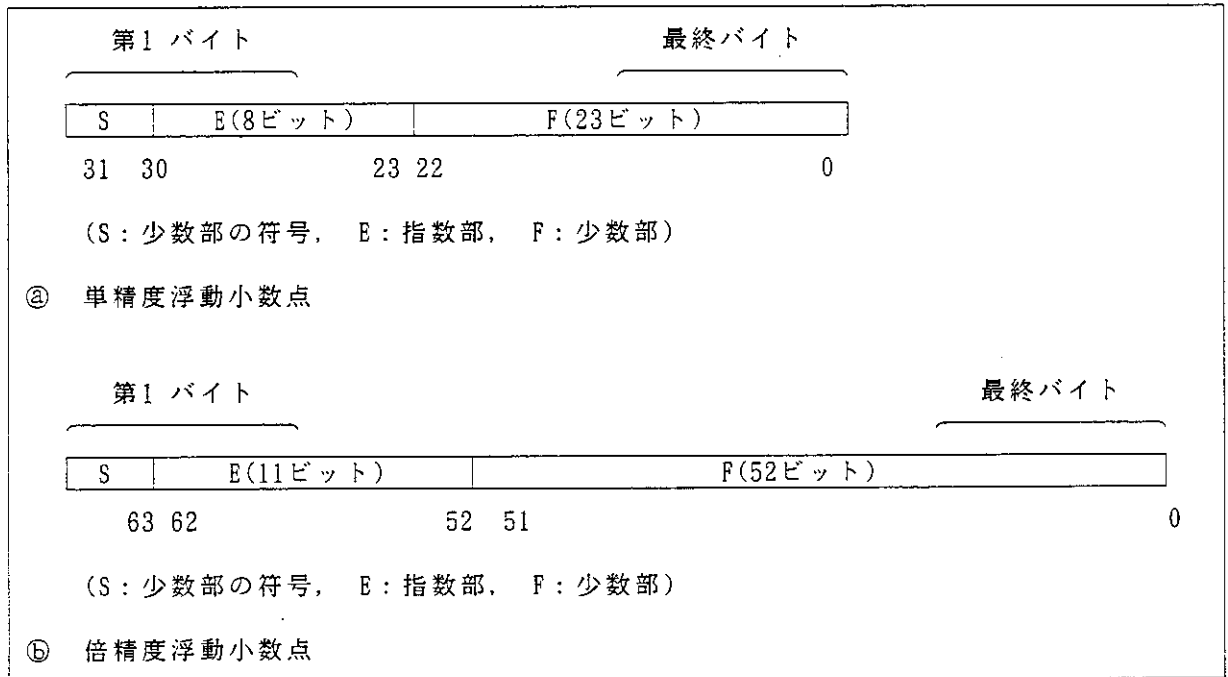 第1 バイト 最終バイト
S E(8ビット) F(23ビット)
31 30 23 22 0
(S:少数部の符号, E:指数部, F:少数部)
ⓐ 単精度浮動小数点
第1 バイト 最終バイト
S E(11ビット) F(52ビット)
63 62 52 51 0
(S:少数部の符号, E:指数部, F:少数部)
ⓑ 倍精度浮動小数点